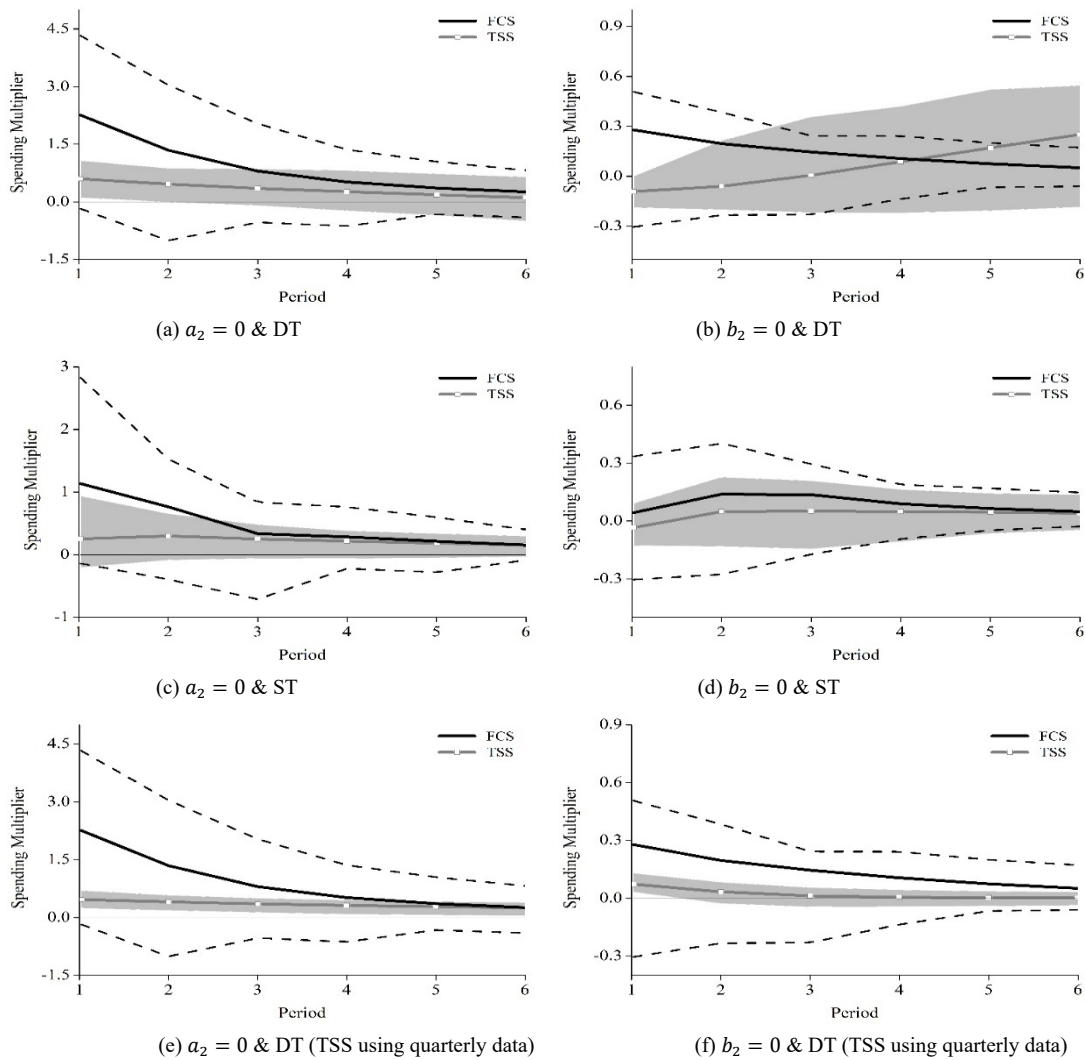 4.5
3.0
1.5
0.0
-1.5
Spending Multiplier
FCS
TSS
1 2 3 4 5 6
Period
(a) a₂ = 0 & DT
0.9
0.6
0.3
0.0
-0.3
Spending Multiplier
FCS
TSS
1 2 3 4 5 6
Period
(b) b₂ = 0 & DT
3
2
1
0
-1
Spending Multiplier
FCS
TSS
1 2 3 4 5 6
Period
(c) a₂ = 0 & ST
0.6
0.3
0.0
-0.3
Spending Multiplier
FCS
TSS
1 2 3 4 5 6
Period
(d) b₂ = 0 & ST
4.5
3.0
1.5
0.0
-1.5
Spending Multiplier
FCS
TSS
1 2 3 4 5 6
Period
(e) a₂ = 0 & DT (TSS using quarterly data)
0.9
0.6
0.3
0.0
-0.3
Spending Multiplier
FCS
TSS
1 2 3 4 5 6
Period
(f) b₂ = 0 & DT (TSS using quarterly data)